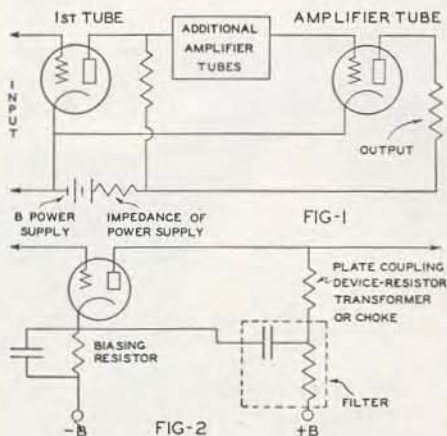 1ST TUBE
AMPLIFIER TUBE
ADDITIONAL
AMPLIFIER
TUBES
INPUT
OUTPUT
B POWER
SUPPLY
IMPEDANCE OF
POWER SUPPLY
FIG-1
PLATE COUPLING
DEVICE-RESISTOR
TRANSFORMER
OR CHOKE
BIASING
RESISTOR
FILTER
-B
FIG-2
+B